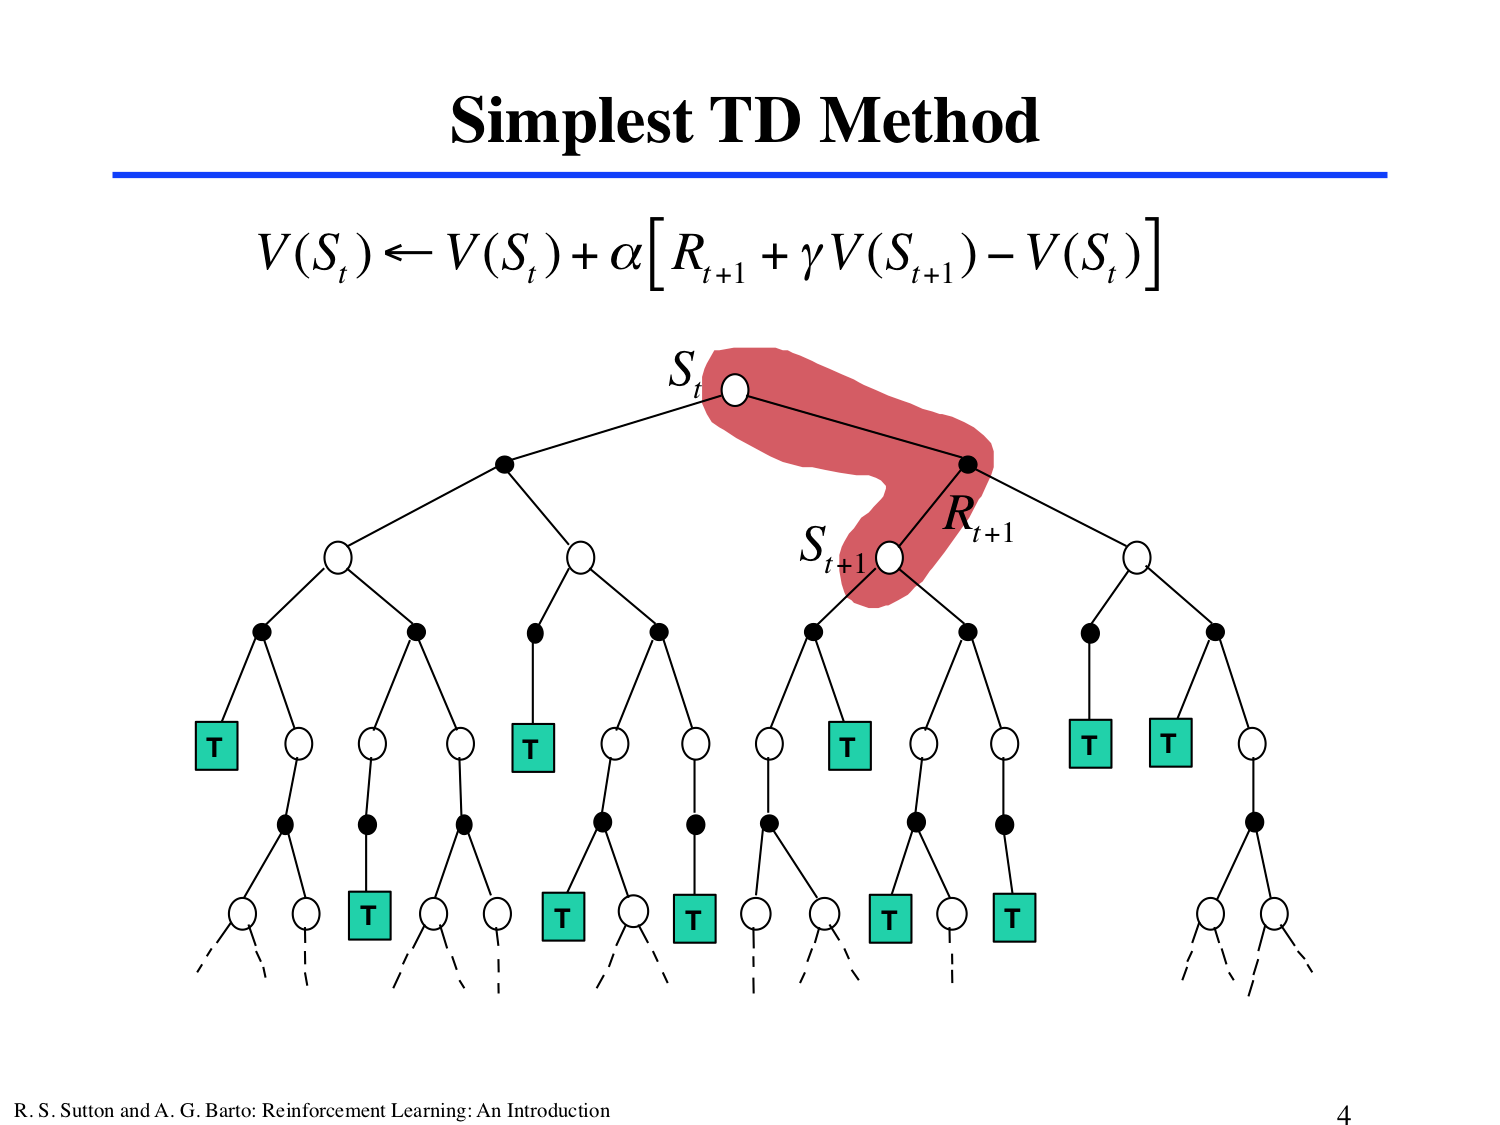 Simplest TD Method
V(S_t) ← V(S_t) + α[R_{t+1} + γV(S_{t+1}) − V(S_t)]
S_t
R_{t+1}
S_{t+1}
T T T T T
T T T T T
R. S. Sutton and A. G. Barto: Reinforcement Learning: An Introduction
4